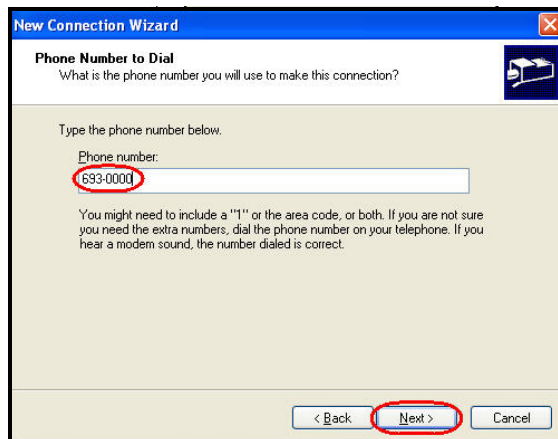 New Connection Wizard
Phone Number to Dial
What is the phone number you will use to make this connection?
Type the phone number below.
Phone number:
693-0000
You might need to include a "1" or the area code, or both. If you are not sure
you need the extra numbers, dial the phone number on your telephone. If you
hear a modem sound, the number dialed is correct.
< Back
Next >
Cancel